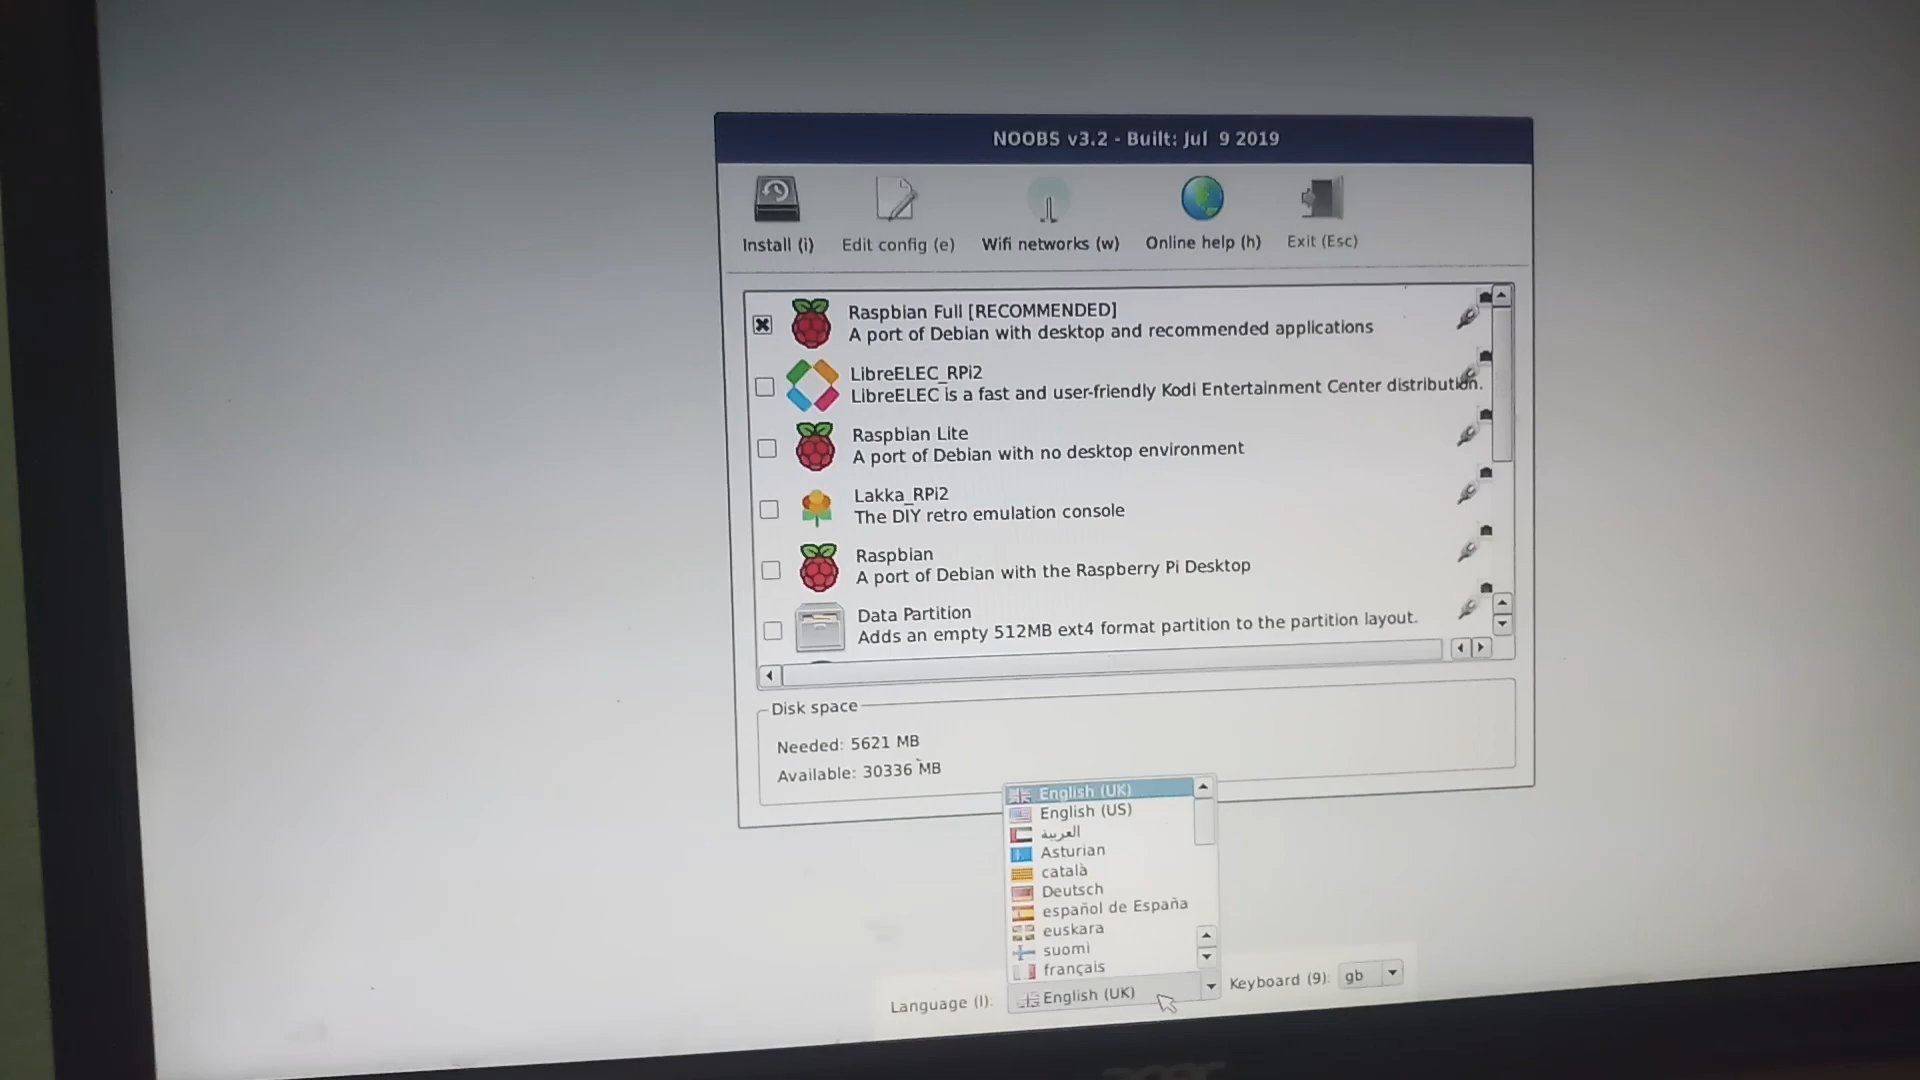 NOOBS v3.2 - Built: Jul 9 2019
Install (i) Edit config (e) Wifi networks (w) Online help (h) Exit (Esc)
Raspbian Full [RECOMMENDED]
A port of Debian with desktop and recommended applications
LibreELEC_RPi2
LibreELEC is a fast and user-friendly Kodi Entertainment Center distribution.
Raspbian Lite
A port of Debian with no desktop environment
Lakka_RPi2
The DIY retro emulation console
Raspbian
A port of Debian with the Raspberry Pi Desktop
Data Partition
Adds an empty 512MB ext4 format partition to the partition layout.
Disk space
Needed: 5621 MB
Available: 30336 MB
English (UK)
English (US)
العربية
Asturian
català
Deutsch
español de España
euskara
suomi
français
Language (l): English (UK) Keyboard (9): gb
acer